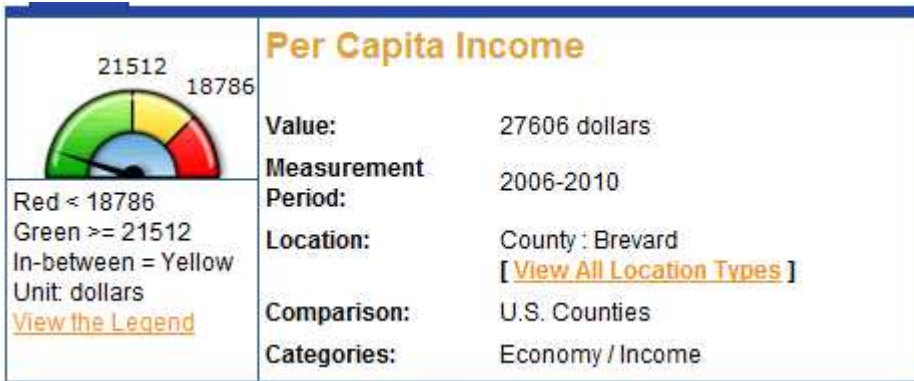 21512
18786
Red < 18786
Green >= 21512
In-between = Yellow
Unit: dollars
View the Legend
Per Capita Income
Value: 27606 dollars
Measurement
Period: 2006-2010
Location: County : Brevard
[ View All Location Types ]
Comparison: U.S. Counties
Categories: Economy / Income